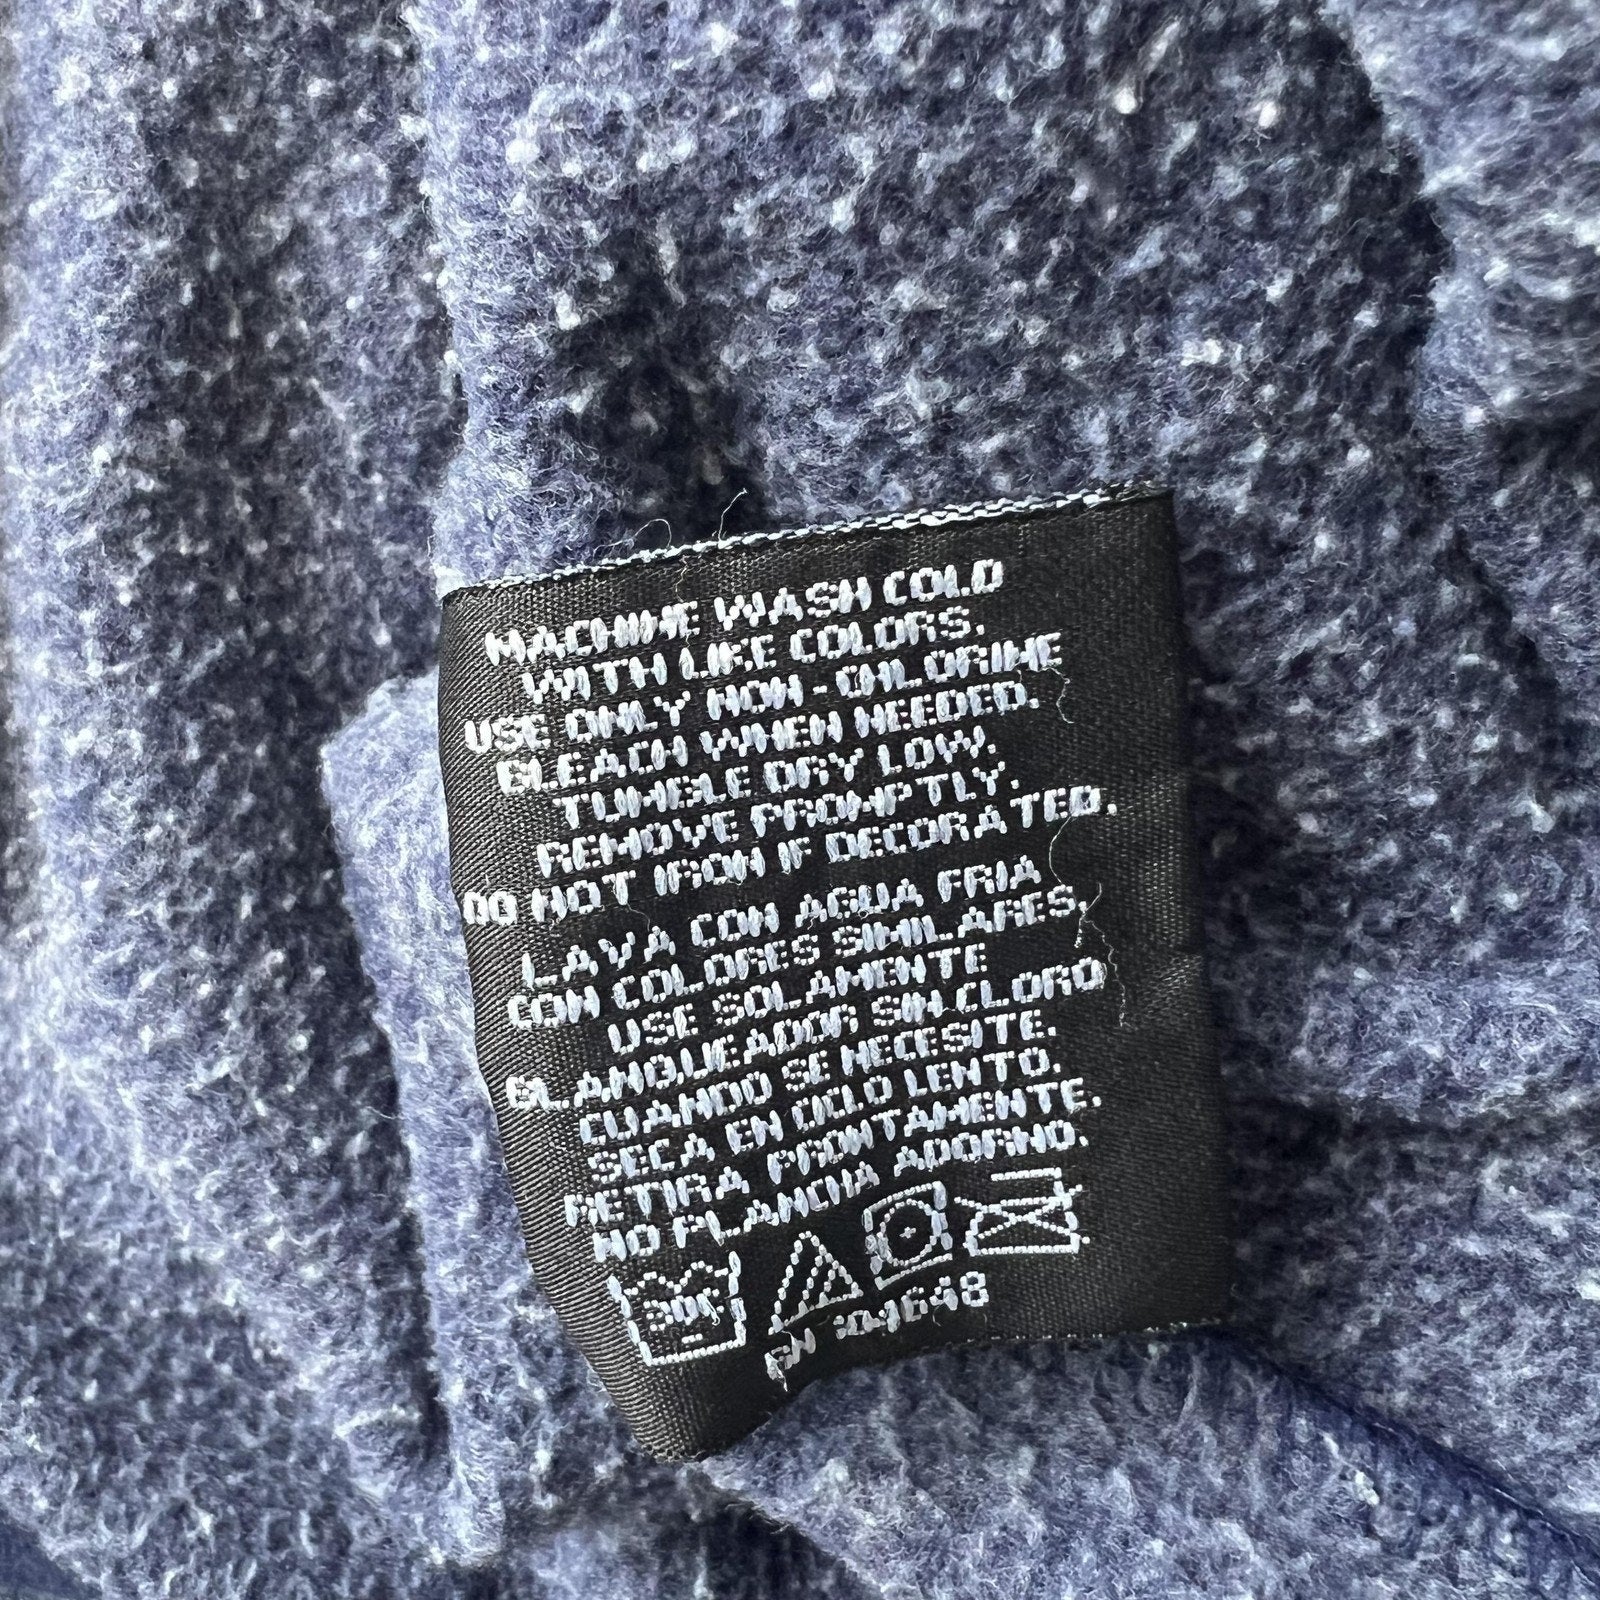 MACHINE WASH COLD
WITH LIKE COLORS.
USE ONLY NON-CHLORINE
BLEACH WHEN NEEDED.
TUMBLE DRY LOW.
REMOVE PROMPTLY.
DO NOT IRON IF DECORATED.
LAVA CON AGUA FRIA
CON COLORES SIMILARES.
USE SOLAMENTE
BLANQUEADOR SIN CLORO
CUANDO SE NECESITE.
SECA EN CICLO LENTO.
RETIRA PRONTAMENTE.
NO PLANCHA ADORNO.
30C